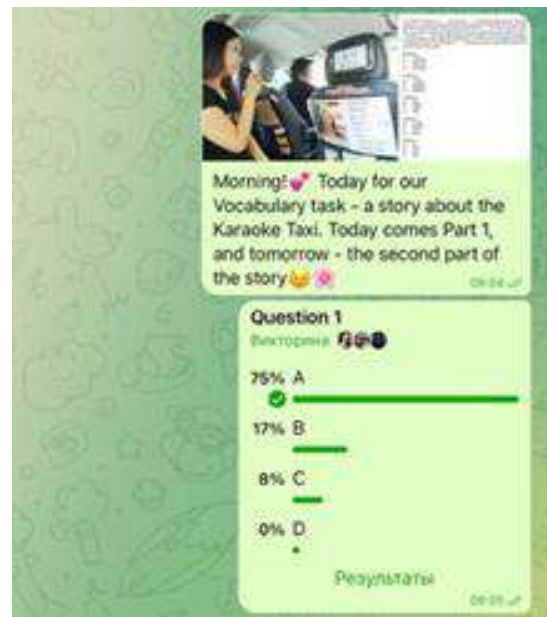 Morning!💕 Today for our
Vocabulary task - a story about the
Karaoke Taxi. Today comes Part 1,
and tomorrow - the second part of
the story😉🌸
09:04
Question 1
Викторина
75% A
17% B
8% C
0% D
Результаты
09:05